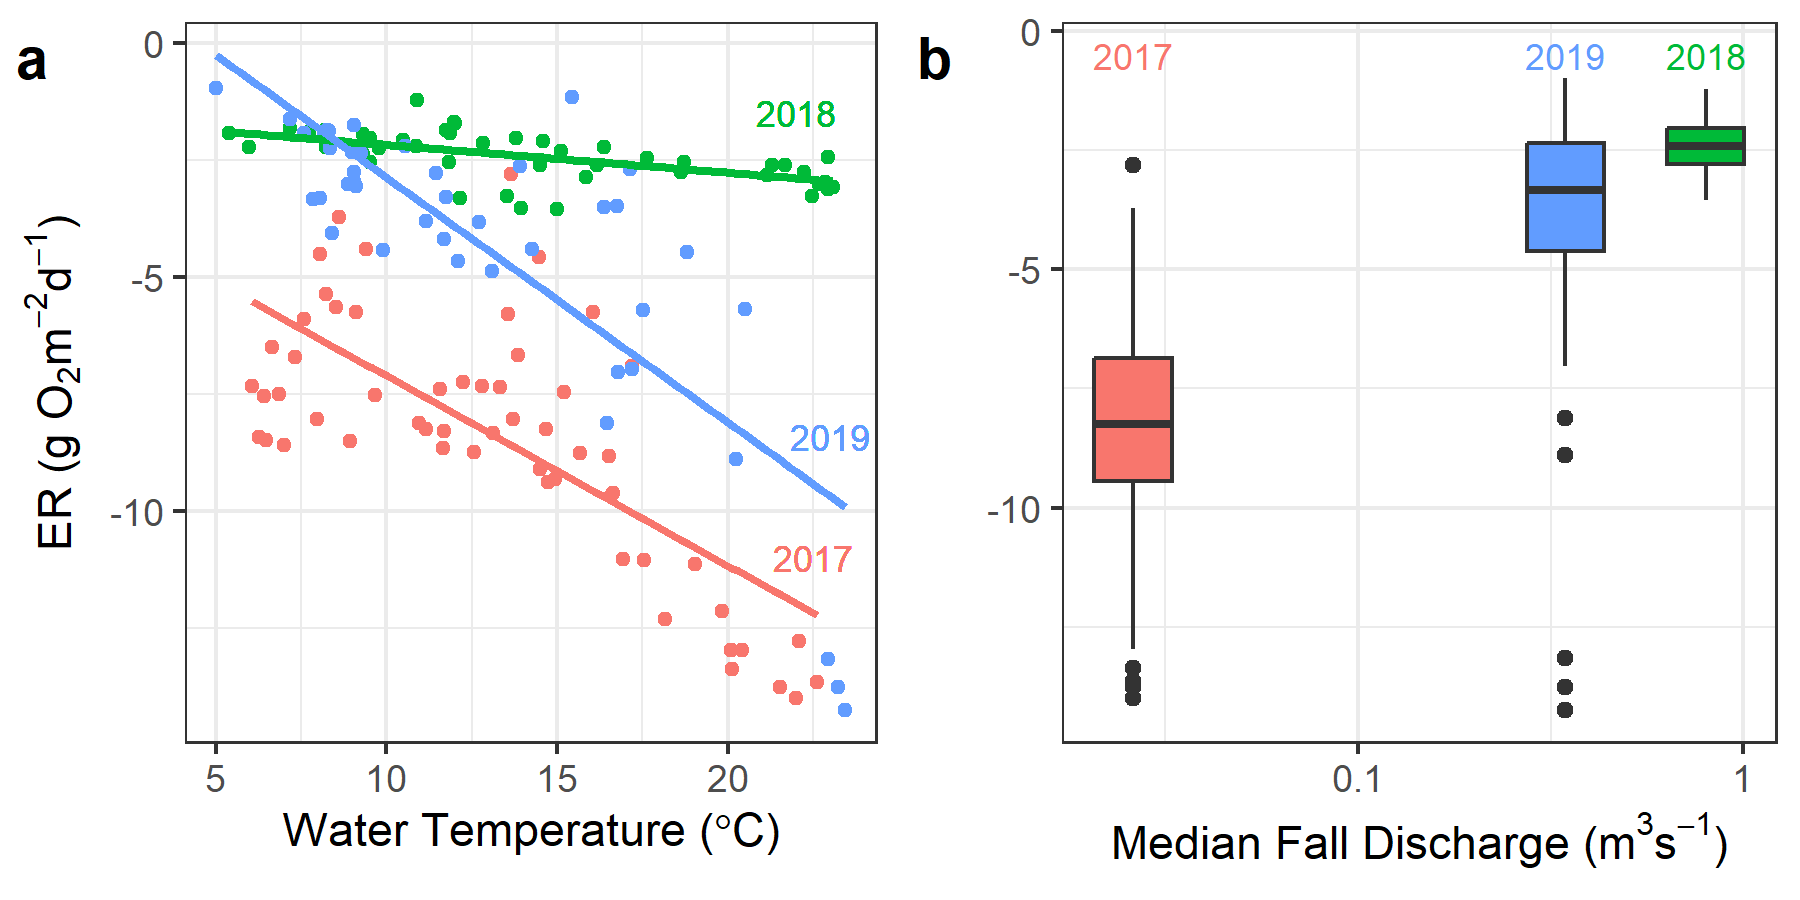 a
0
-5
-10
ER (g O₂m⁻²d⁻¹)
2018
2019
2017
5 10 15 20
Water Temperature (°C)
b
0
-5
-10
2017 2019 2018
0.1 1
Median Fall Discharge (m³s⁻¹)